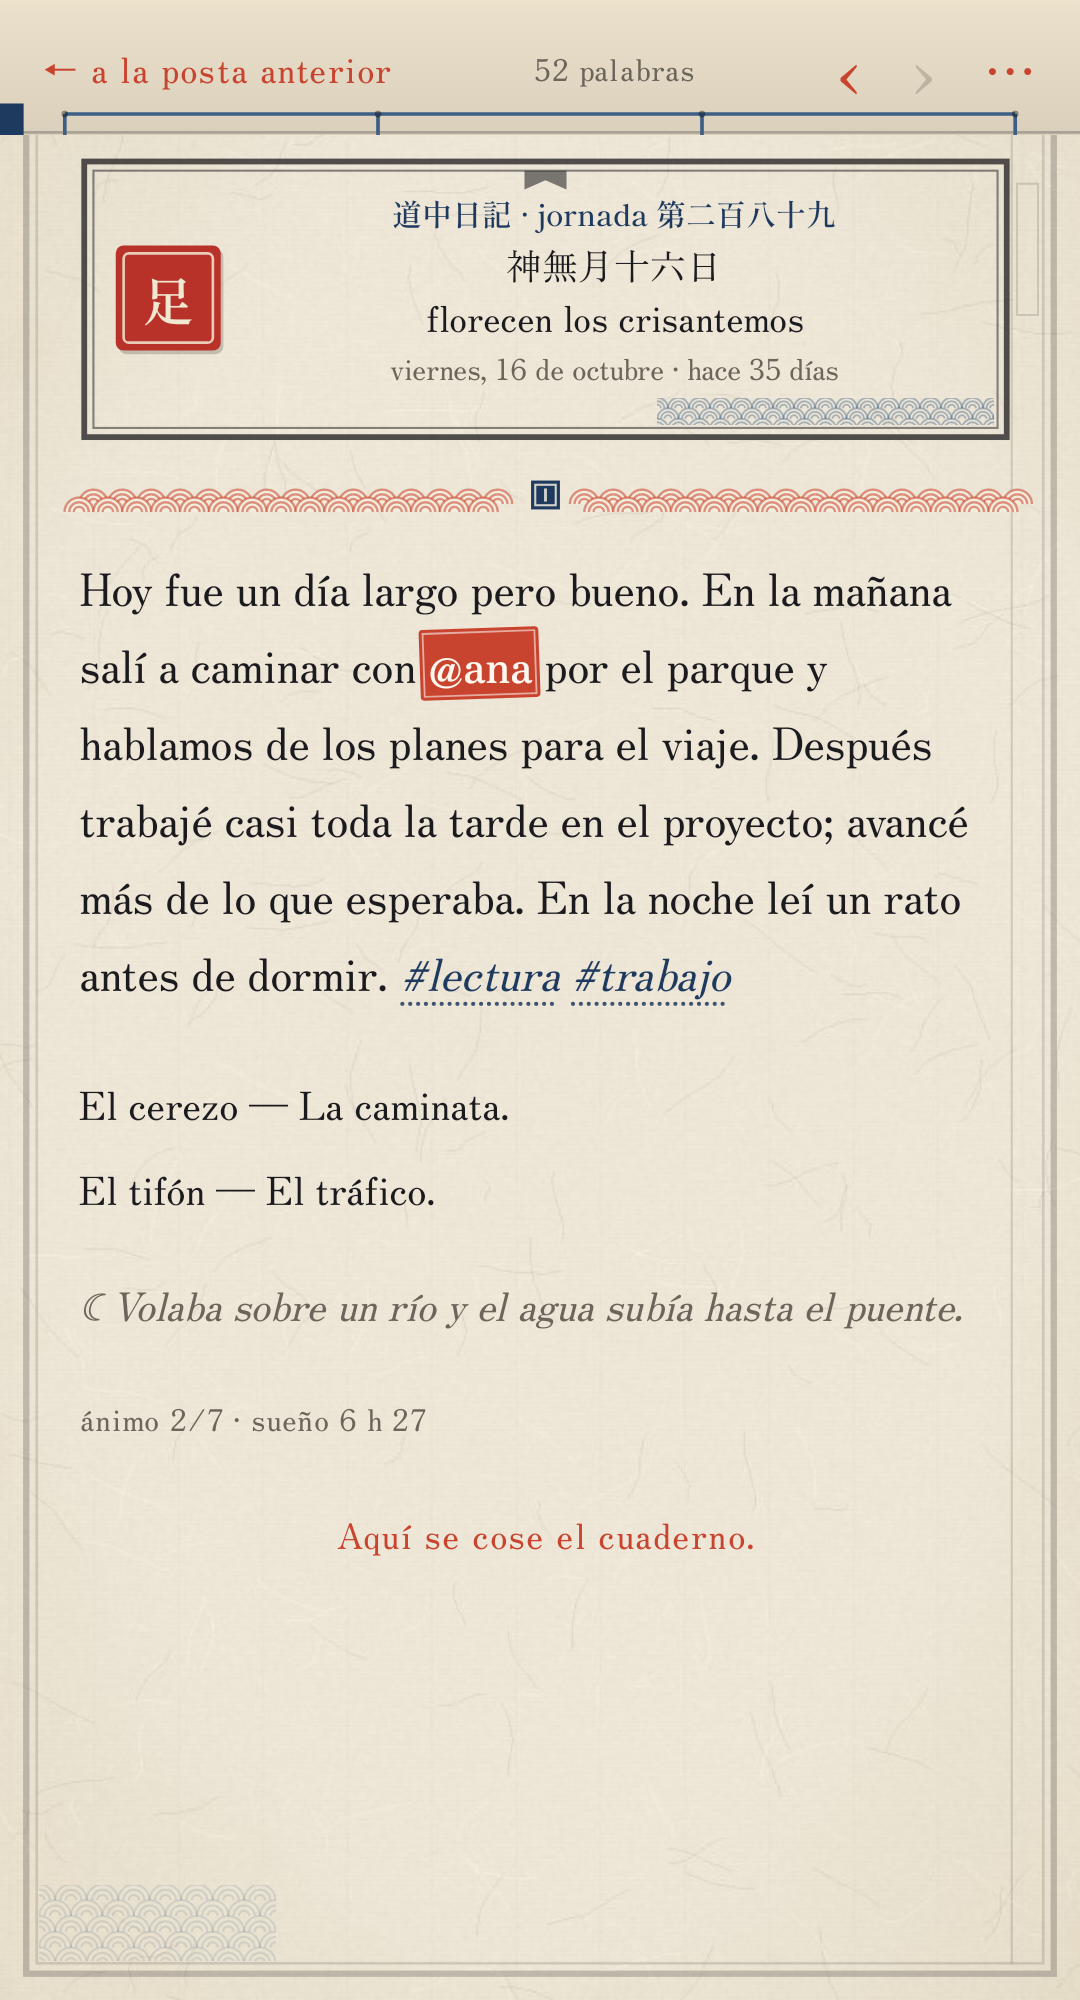 ← a la posta anterior
52 palabras
‹ › ···
道中日記 · jornada 第二百八十九
神無月十六日
足
florecen los crisantemos
viernes, 16 de octubre · hace 35 días
Hoy fue un día largo pero bueno. En la mañana
salí a caminar con @ana por el parque y
hablamos de los planes para el viaje. Después
trabajé casi toda la tarde en el proyecto; avancé
más de lo que esperaba. En la noche leí un rato
antes de dormir. #lectura #trabajo
El cerezo — La caminata.
El tifón — El tráfico.
☾ Volaba sobre un río y el agua subía hasta el puente.
ánimo 2/7 · sueño 6 h 27
Aquí se cose el cuaderno.